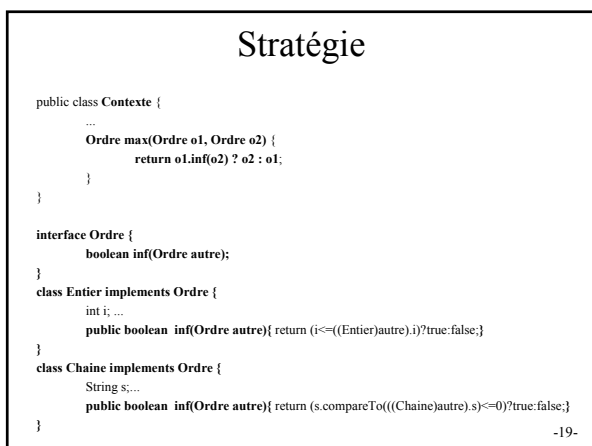 Stratégie
public class Contexte {
...
Ordre max(Ordre o1, Ordre o2) {
return o1.inf(o2) ? o2 : o1;
}
}
interface Ordre {
boolean inf(Ordre autre);
}
class Entier implements Ordre {
int i; ...
public boolean  inf(Ordre autre){ return (i<=((Entier)autre).i)?true:false;}
}
class Chaine implements Ordre {
String s;...
public boolean  inf(Ordre autre){ return (s.compareTo(((Chaine)autre).s)<=0)?true:false;}
}
-19-